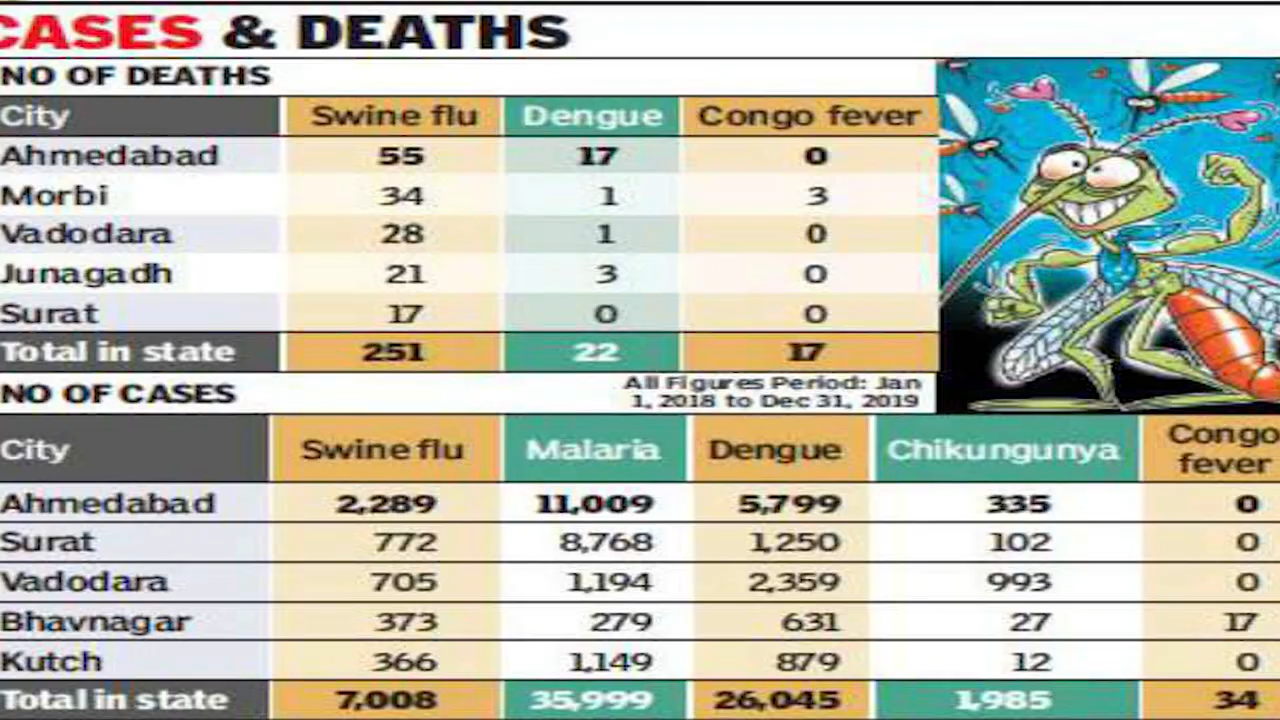 CASES & DEATHS
NO OF DEATHS
City Swine flu Dengue Congo fever
Ahmedabad 55 17 0
Morbi 34 1 3
Vadodara 28 1 0
Junagadh 21 3 0
Surat 17 0 0
Total in state 251 22 17
NO OF CASES
All Figures Period: Jan
1, 2018 to Dec 31, 2019
City Swine flu Malaria Dengue Chikungunya Congo fever
Ahmedabad 2,289 11,009 5,799 335 0
Surat 772 8,768 1,250 102 0
Vadodara 705 1,194 2,359 993 0
Bhavnagar 373 279 631 27 17
Kutch 366 1,149 879 12 0
Total in state 7,008 35,999 26,045 1,985 34